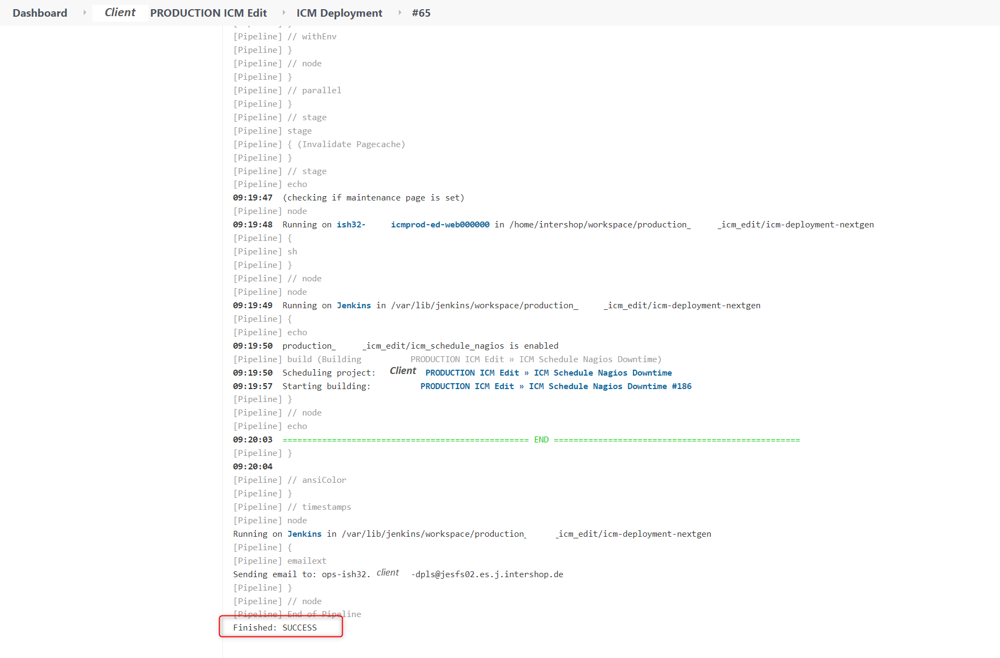 Dashboard Client PRODUCTION ICM Edit ICM Deployment #65
[Pipeline] // withEnv
[Pipeline] }
[Pipeline] // node
[Pipeline] }
[Pipeline] // parallel
[Pipeline] }
[Pipeline] // stage
[Pipeline] stage
[Pipeline] { (Invalidate Pagecache)
[Pipeline] }
[Pipeline] // stage
[Pipeline] echo
09:19:47 (checking if maintenance page is set)
[Pipeline] node
09:19:48 Running on ish32- icmprod-ed-web000000 in /home/intershop/workspace/production_ _icm_edit/icm-deployment-nextgen
[Pipeline] {
[Pipeline] sh
[Pipeline] }
[Pipeline] // node
[Pipeline] node
09:19:49 Running on Jenkins in /var/lib/jenkins/workspace/production_ _icm_edit/icm-deployment-nextgen
[Pipeline] {
[Pipeline] echo
09:19:50 production_ _icm_edit/icm_schedule_nagios is enabled
[Pipeline] build (Building PRODUCTION ICM Edit » ICM Schedule Nagios Downtime)
09:19:50 Scheduling project: Client PRODUCTION ICM Edit » ICM Schedule Nagios Downtime
09:19:57 Starting building: PRODUCTION ICM Edit » ICM Schedule Nagios Downtime #186
[Pipeline] }
[Pipeline] // node
[Pipeline] echo
09:20:03 ================================================== END ==================================================
[Pipeline] }
09:20:04
[Pipeline] // ansiColor
[Pipeline] }
[Pipeline] // timestamps
[Pipeline] node
Running on Jenkins in /var/lib/jenkins/workspace/production_ _icm_edit/icm-deployment-nextgen
[Pipeline] {
[Pipeline] emailext
Sending email to: ops-ish32. client -dpls@jesfs02.es.j.intershop.de
[Pipeline] }
[Pipeline] // node
[Pipeline] End of Pipeline
Finished: SUCCESS